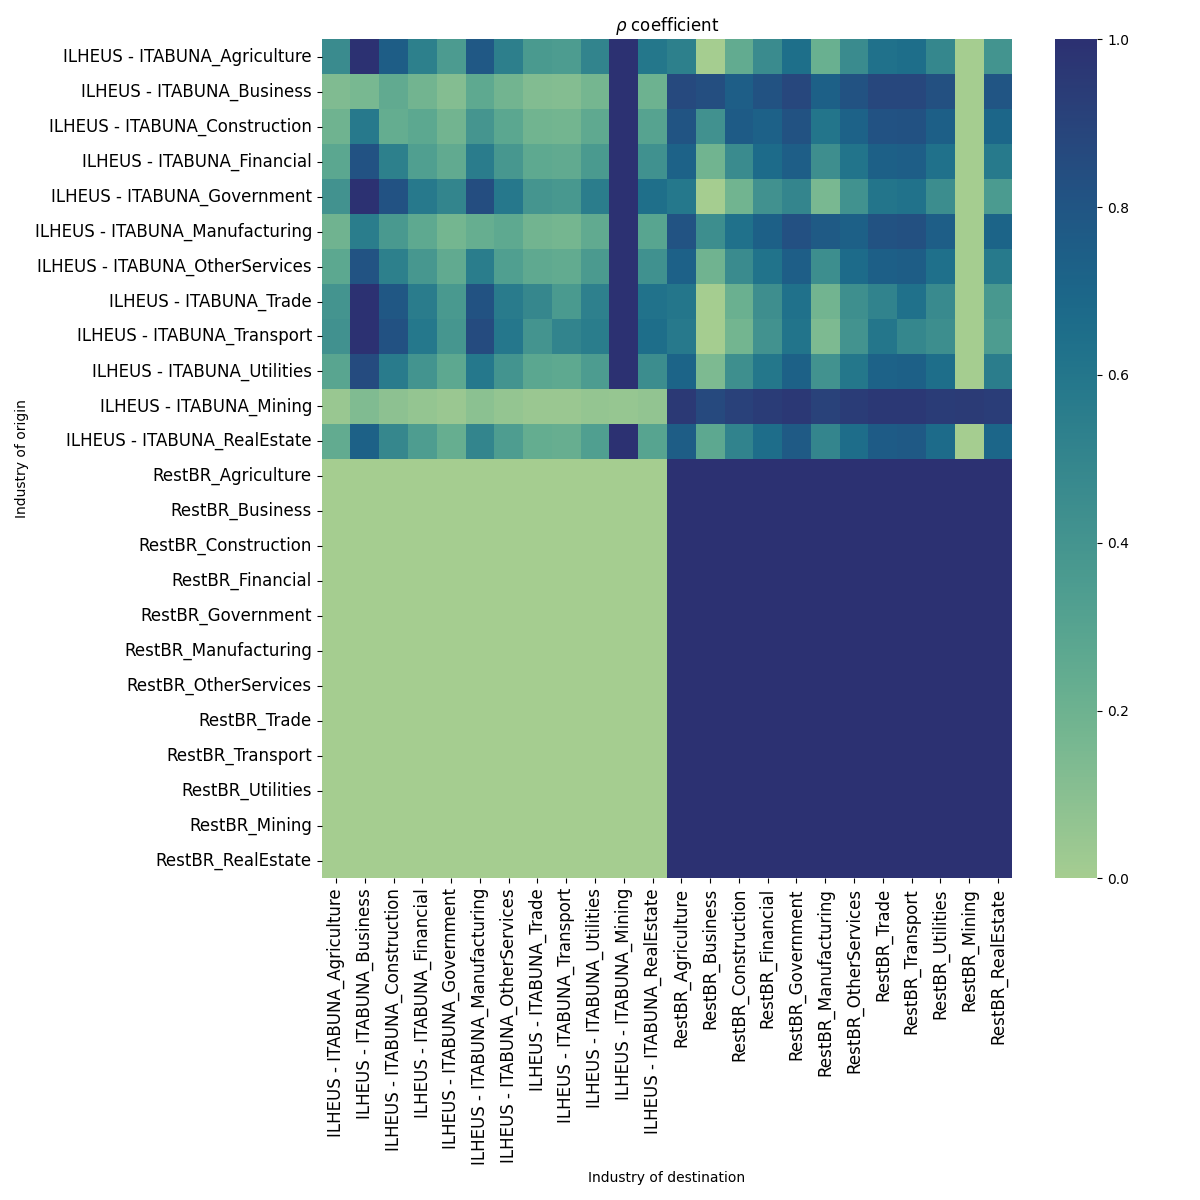 ρ coefficient
ILHEUS - ITABUNA_Agriculture
ILHEUS - ITABUNA_Business
ILHEUS - ITABUNA_Construction
ILHEUS - ITABUNA_Financial
ILHEUS - ITABUNA_Government
ILHEUS - ITABUNA_Manufacturing
ILHEUS - ITABUNA_OtherServices
ILHEUS - ITABUNA_Trade
ILHEUS - ITABUNA_Transport
ILHEUS - ITABUNA_Utilities
ILHEUS - ITABUNA_Mining
ILHEUS - ITABUNA_RealEstate
RestBR_Agriculture
RestBR_Business
RestBR_Construction
RestBR_Financial
RestBR_Government
RestBR_Manufacturing
RestBR_OtherServices
RestBR_Trade
RestBR_Transport
RestBR_Utilities
RestBR_Mining
RestBR_RealEstate
Industry of origin
ILHEUS - ITABUNA_Agriculture
ILHEUS - ITABUNA_Business
ILHEUS - ITABUNA_Construction
ILHEUS - ITABUNA_Financial
ILHEUS - ITABUNA_Government
ILHEUS - ITABUNA_Manufacturing
ILHEUS - ITABUNA_OtherServices
ILHEUS - ITABUNA_Trade
ILHEUS - ITABUNA_Transport
ILHEUS - ITABUNA_Utilities
ILHEUS - ITABUNA_Mining
ILHEUS - ITABUNA_RealEstate
RestBR_Agriculture
RestBR_Business
RestBR_Construction
RestBR_Financial
RestBR_Government
RestBR_Manufacturing
RestBR_OtherServices
RestBR_Trade
RestBR_Transport
RestBR_Utilities
RestBR_Mining
RestBR_RealEstate
Industry of destination
1.0
0.8
0.6
0.4
0.2
0.0